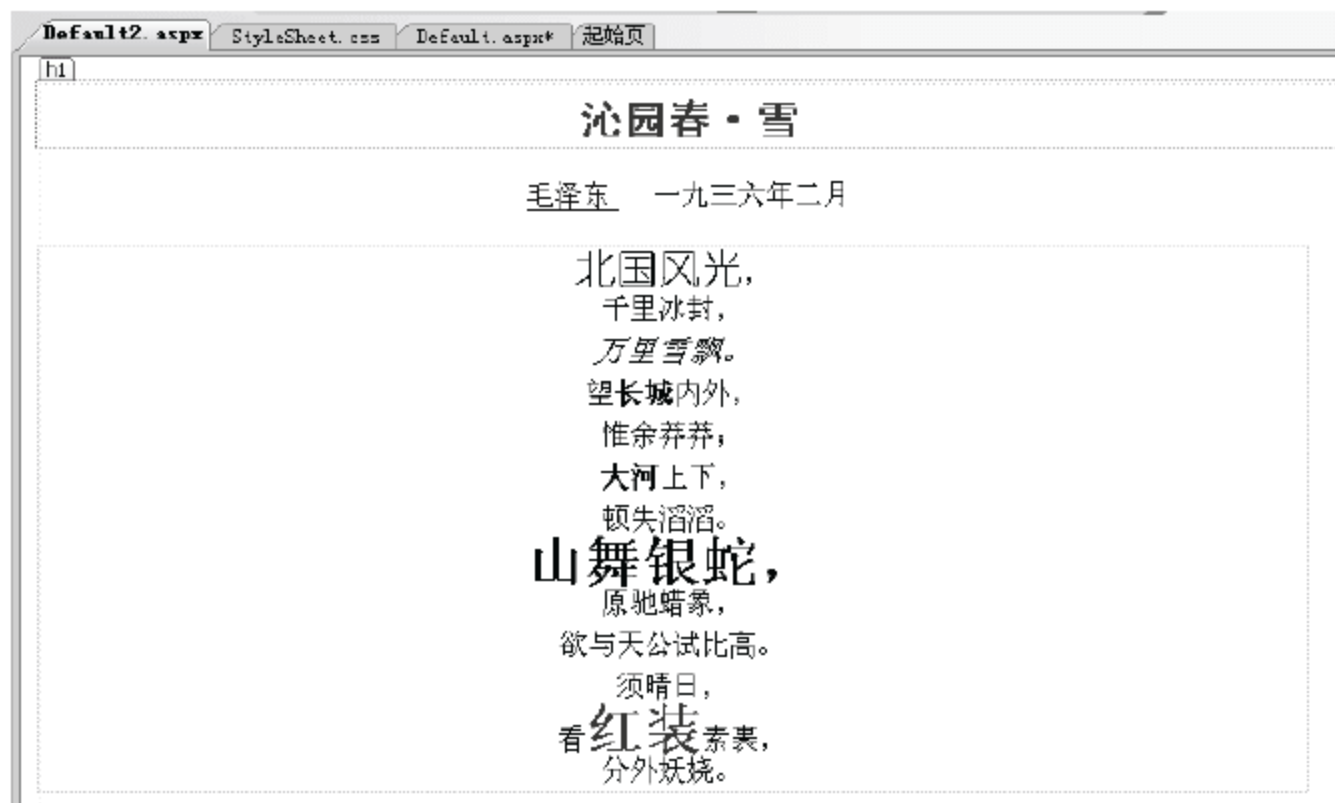 Default2.aspx StyleSheet.css Default.aspx* 起始页
h1
沁园春·雪
毛泽东 一九三六年二月
北国风光，
千里冰封，
万里雪飘。
望长城内外，
惟余莽莽；
大河上下，
顿失滔滔。
山舞银蛇，
原驰蜡象，
欲与天公试比高。
须晴日，
看红装素裹，
分外妖娆。